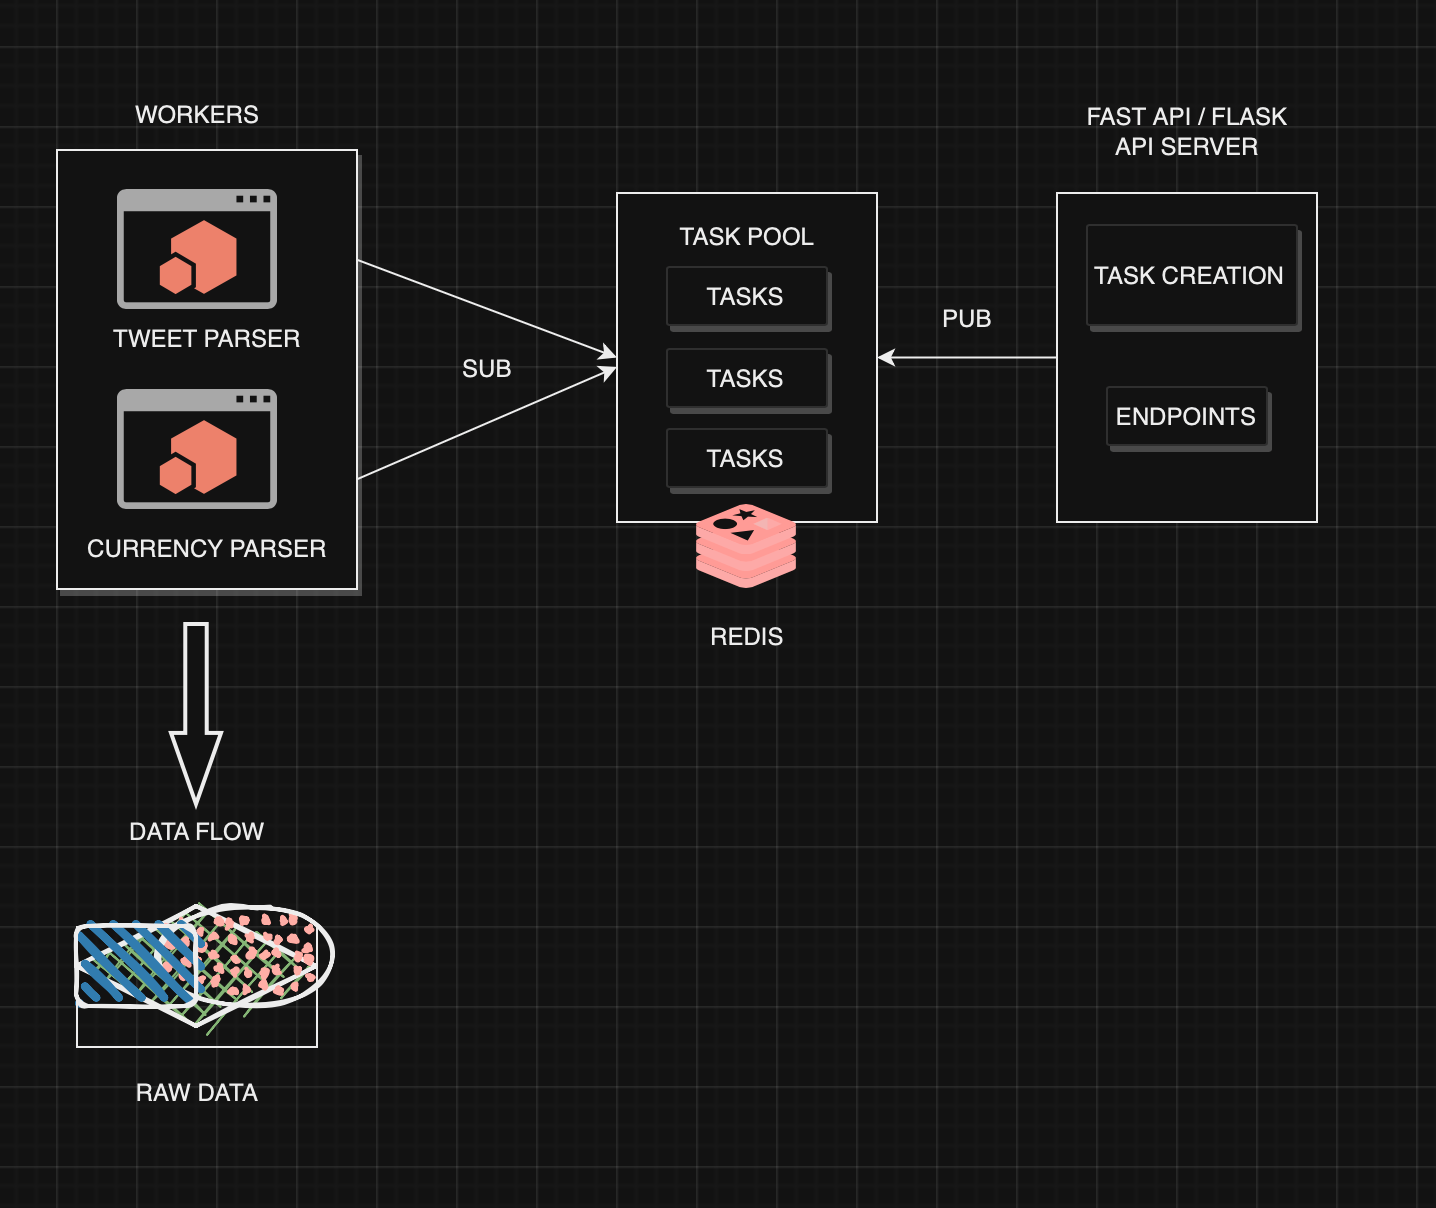 WORKERS
TWEET PARSER
CURRENCY PARSER
SUB
TASK POOL
TASKS
TASKS
TASKS
REDIS
PUB
FAST API / FLASK
API SERVER
TASK CREATION
ENDPOINTS
DATA FLOW
RAW DATA